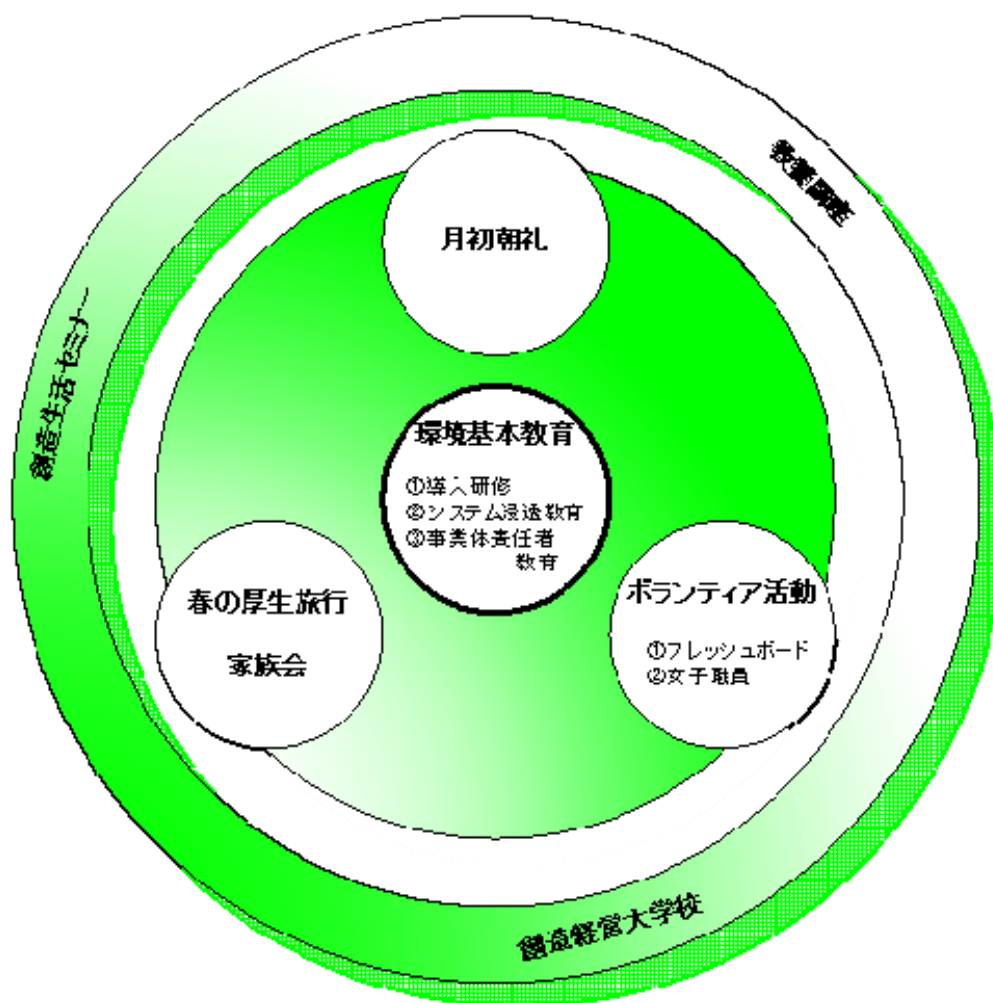 教養講座
月初朝礼
創造生活セミナー
環境基本教育
①導入研修
②システム浸透教育
③事業体責任者
教育
春の厚生旅行
家族会
ボランティア活動
①フレッシュボード
②女子職員
創造経営大学校